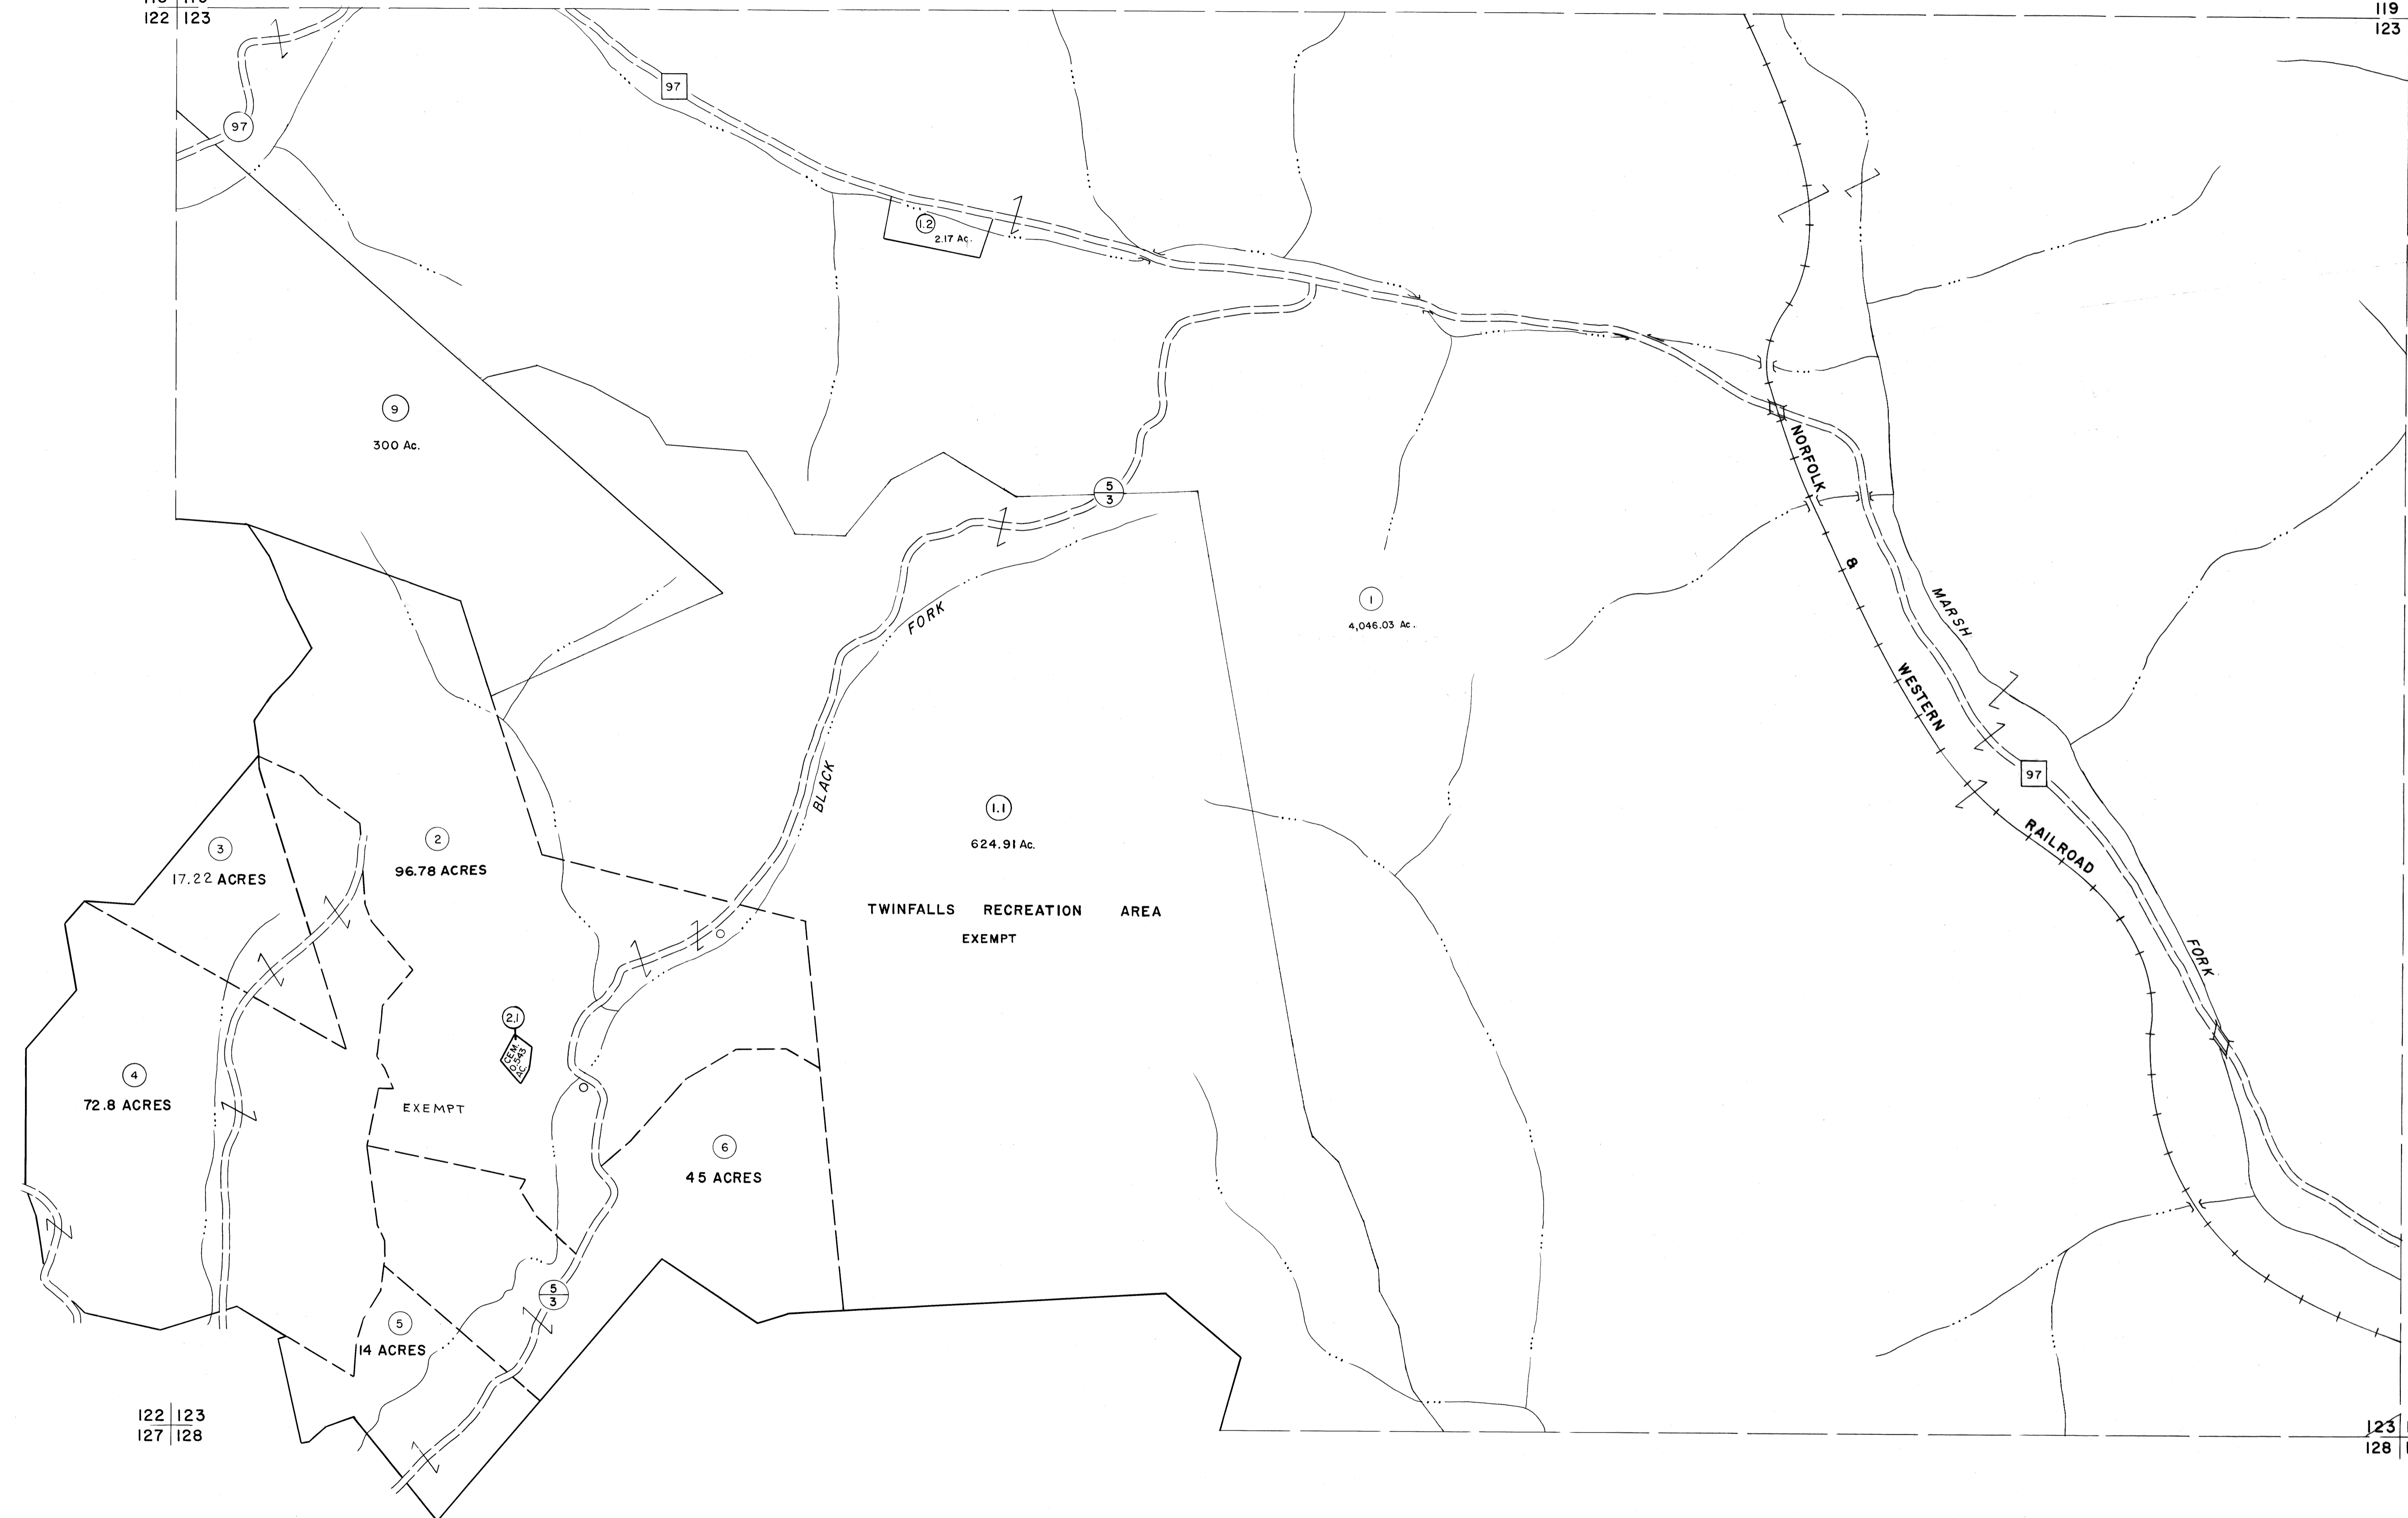 122 123
119
123
97
97
1.2
2.17 Ac.
9
300 Ac.
5
3
NORFOLK & WESTERN RAILROAD
MARSH FORK
1
4,046.03 Ac.
BLACK FORK
97
1.1
624.91 Ac.
TWINFALLS RECREATION AREA
EXEMPT
3
17.22 ACRES
2
96.78 ACRES
2.1
CEM.
0.543
AC.
4
72.8 ACRES
EXEMPT
6
45 ACRES
5
3
5
14 ACRES
122 123
127 128
123
128